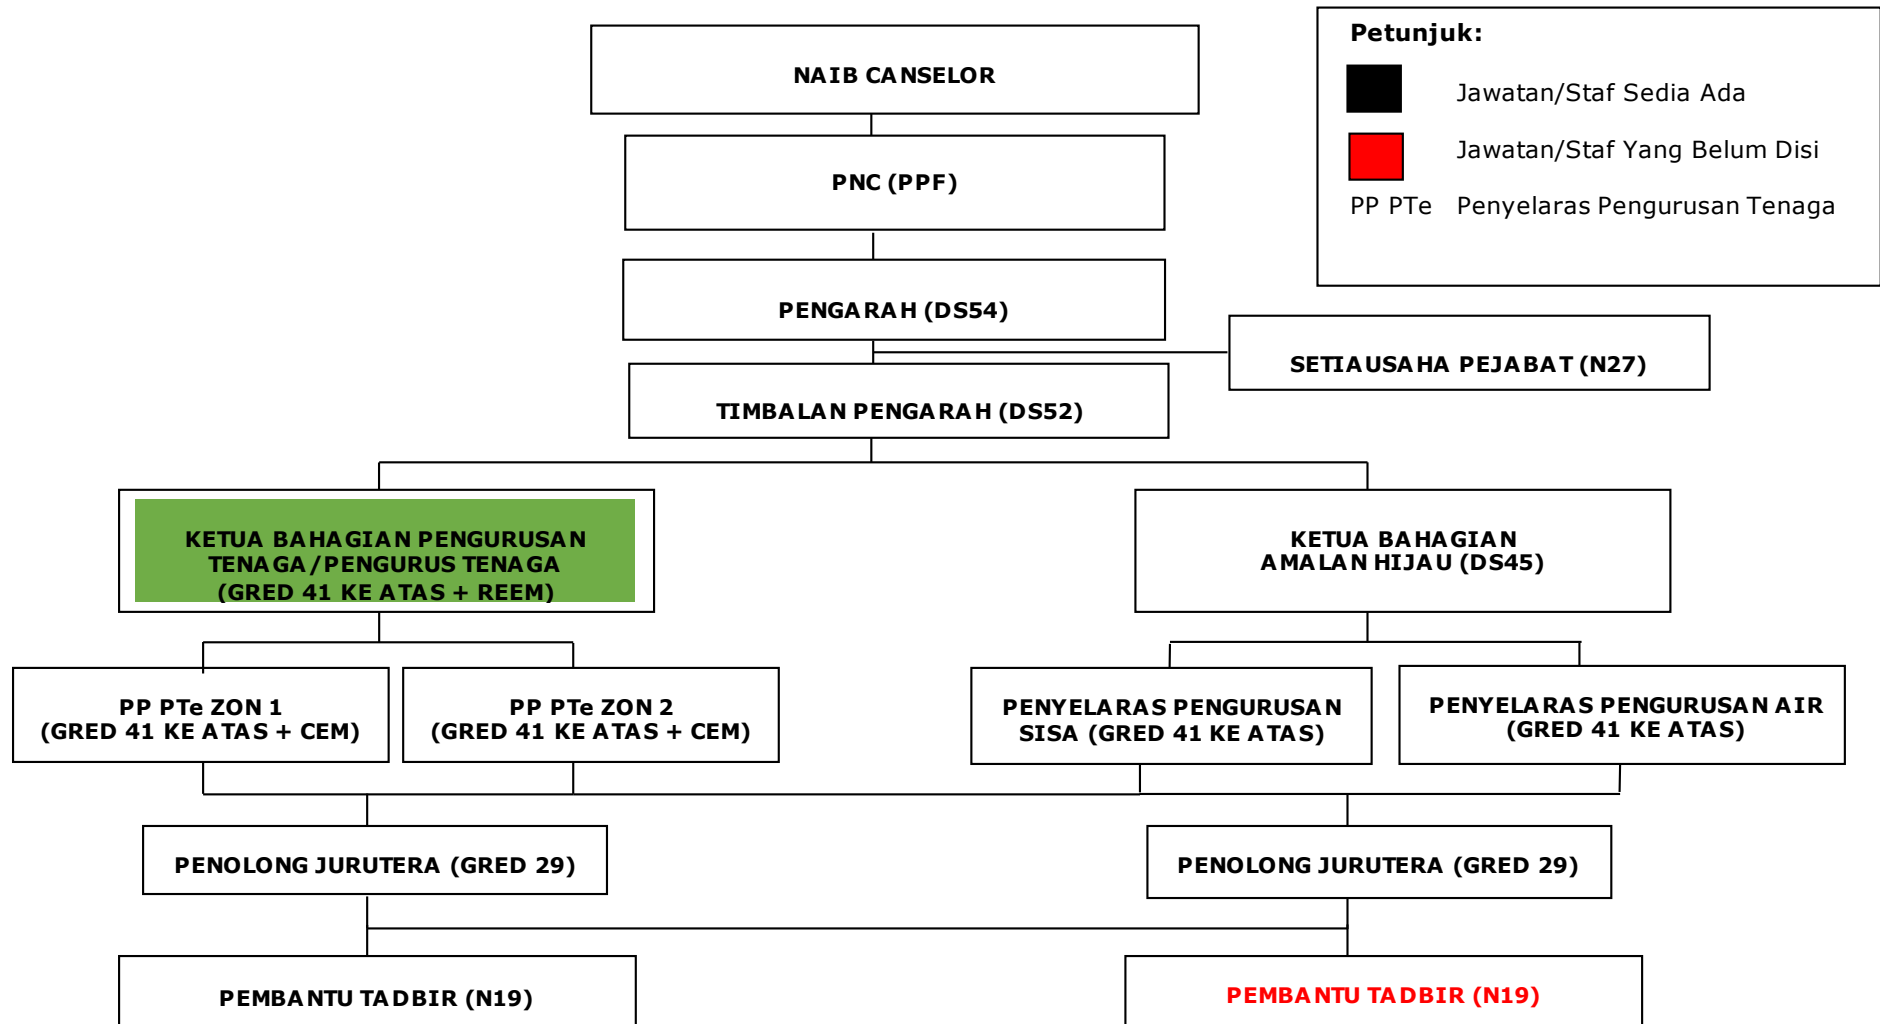 NAIB CANSELOR
PNC (PPF)
PENGARAH (DS54)
SETIAUSAHA PEJABAT (N27)
TIMBALAN PENGARAH (DS52)
Petunjuk:
Jawatan/Staf Sedia Ada
Jawatan/Staf Yang Belum Disi
PP PTe Penyelaras Pengurusan Tenaga
KETUA BAHAGIAN PENGURUSAN
TENAGA/PENGURUS TENAGA
(GRED 41 KE ATAS + REEM)
KETUA BAHAGIAN
AMALAN HIJAU (DS45)
PP PTe ZON 1
(GRED 41 KE ATAS + CEM)
PP PTe ZON 2
(GRED 41 KE ATAS + CEM)
PENYELARAS PENGURUSAN
SISA (GRED 41 KE ATAS)
PENYELARAS PENGURUSAN AIR
(GRED 41 KE ATAS)
PENOLONG JURUTERA (GRED 29)
PENOLONG JURUTERA (GRED 29)
PEMBANTU TADBIR (N19)
PEMBANTU TADBIR (N19)